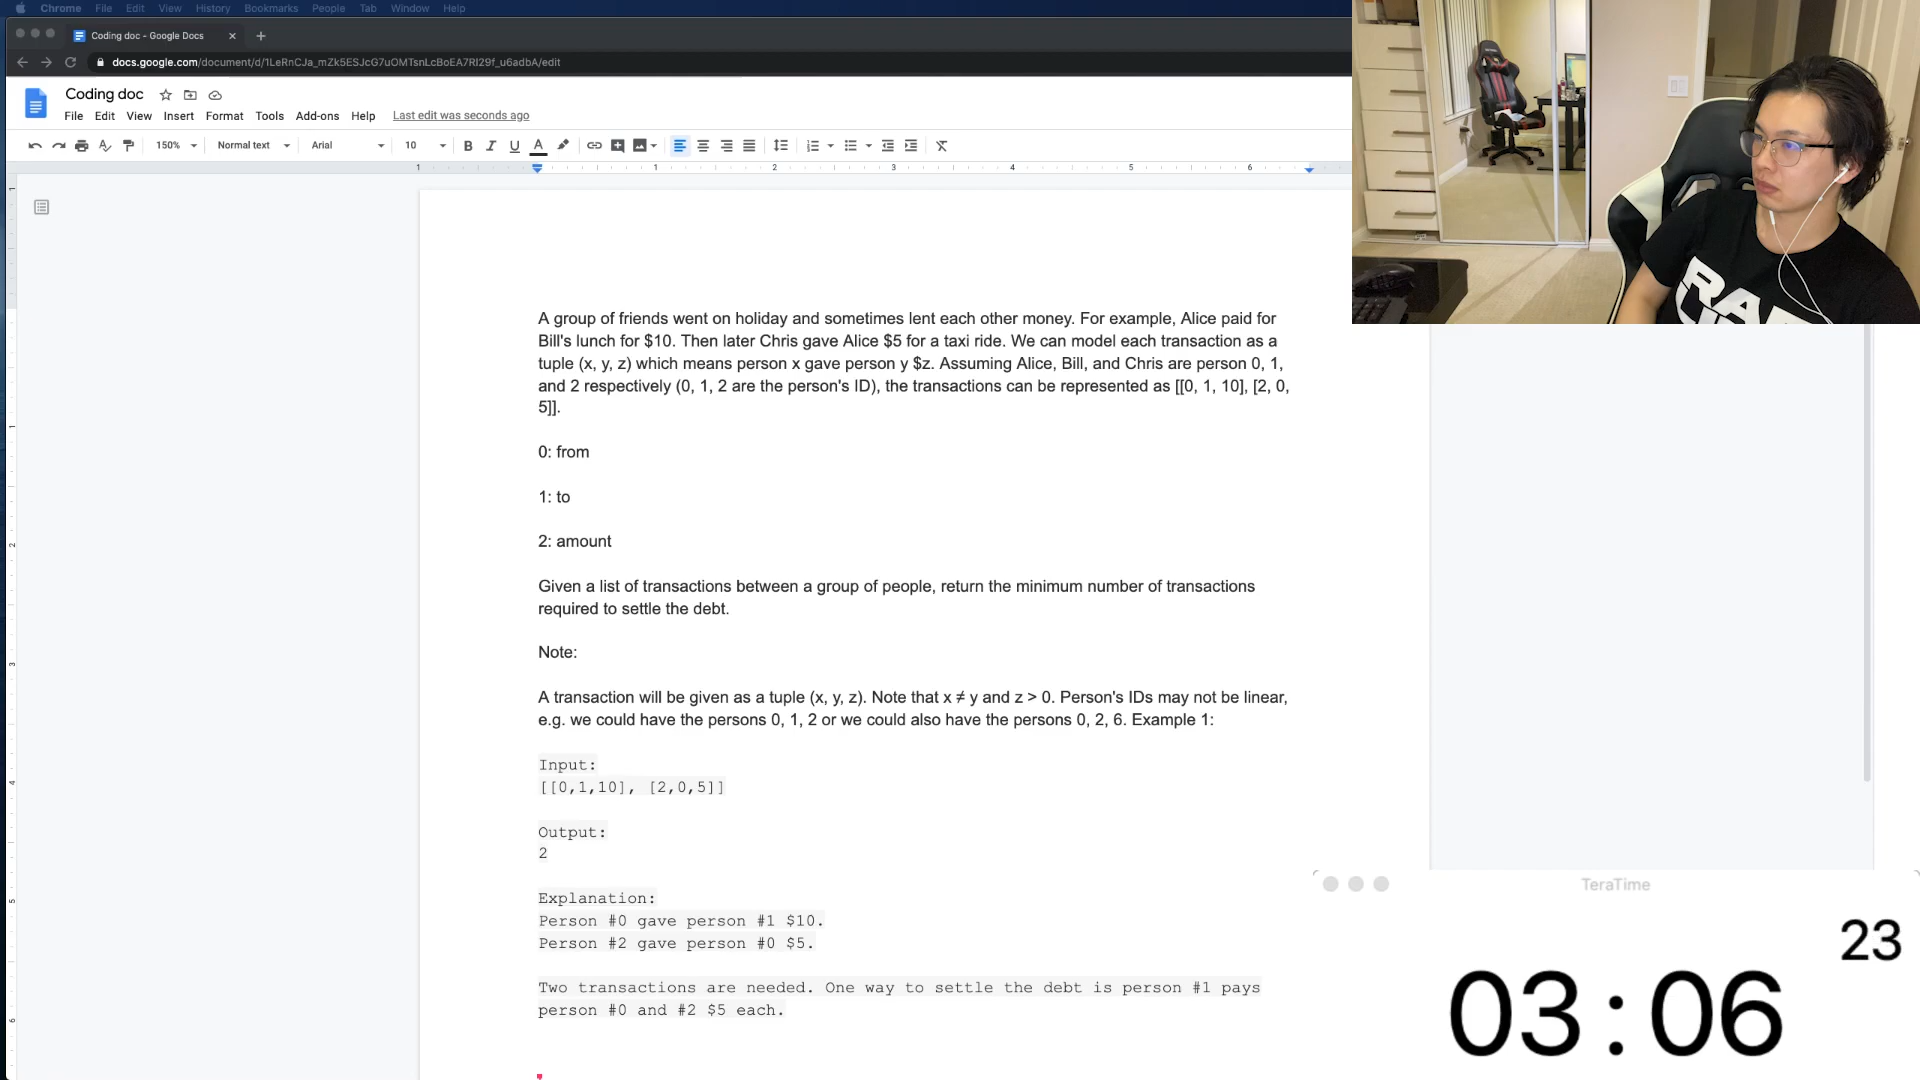 Chrome File Edit View History Bookmarks People Tab Window Help
Coding doc - Google Docs
docs.google.com/document/d/1LeRnCJa_mZk5ESJcG7uOMTsnLcBoEA7RI29f_u6adbA/edit
Coding doc
File Edit View Insert Format Tools Add-ons Help Last edit was seconds ago
150% Normal text Arial 10 B I U A
1 1 2 3 4 5 6
A group of friends went on holiday and sometimes lent each other money. For example, Alice paid for
Bill's lunch for $10. Then later Chris gave Alice $5 for a taxi ride. We can model each transaction as a
tuple (x, y, z) which means person x gave person y $z. Assuming Alice, Bill, and Chris are person 0, 1,
and 2 respectively (0, 1, 2 are the person's ID), the transactions can be represented as [[0, 1, 10], [2, 0,
5]].
0: from
1: to
2: amount
Given a list of transactions between a group of people, return the minimum number of transactions
required to settle the debt.
Note:
A transaction will be given as a tuple (x, y, z). Note that x ≠ y and z > 0. Person's IDs may not be linear,
e.g. we could have the persons 0, 1, 2 or we could also have the persons 0, 2, 6. Example 1:
Input:
[[0,1,10], [2,0,5]]
Output:
2
Explanation:
Person #0 gave person #1 $10.
Person #2 gave person #0 $5.
Two transactions are needed. One way to settle the debt is person #1 pays
person #0 and #2 $5 each.
TeraTime
23
03:06